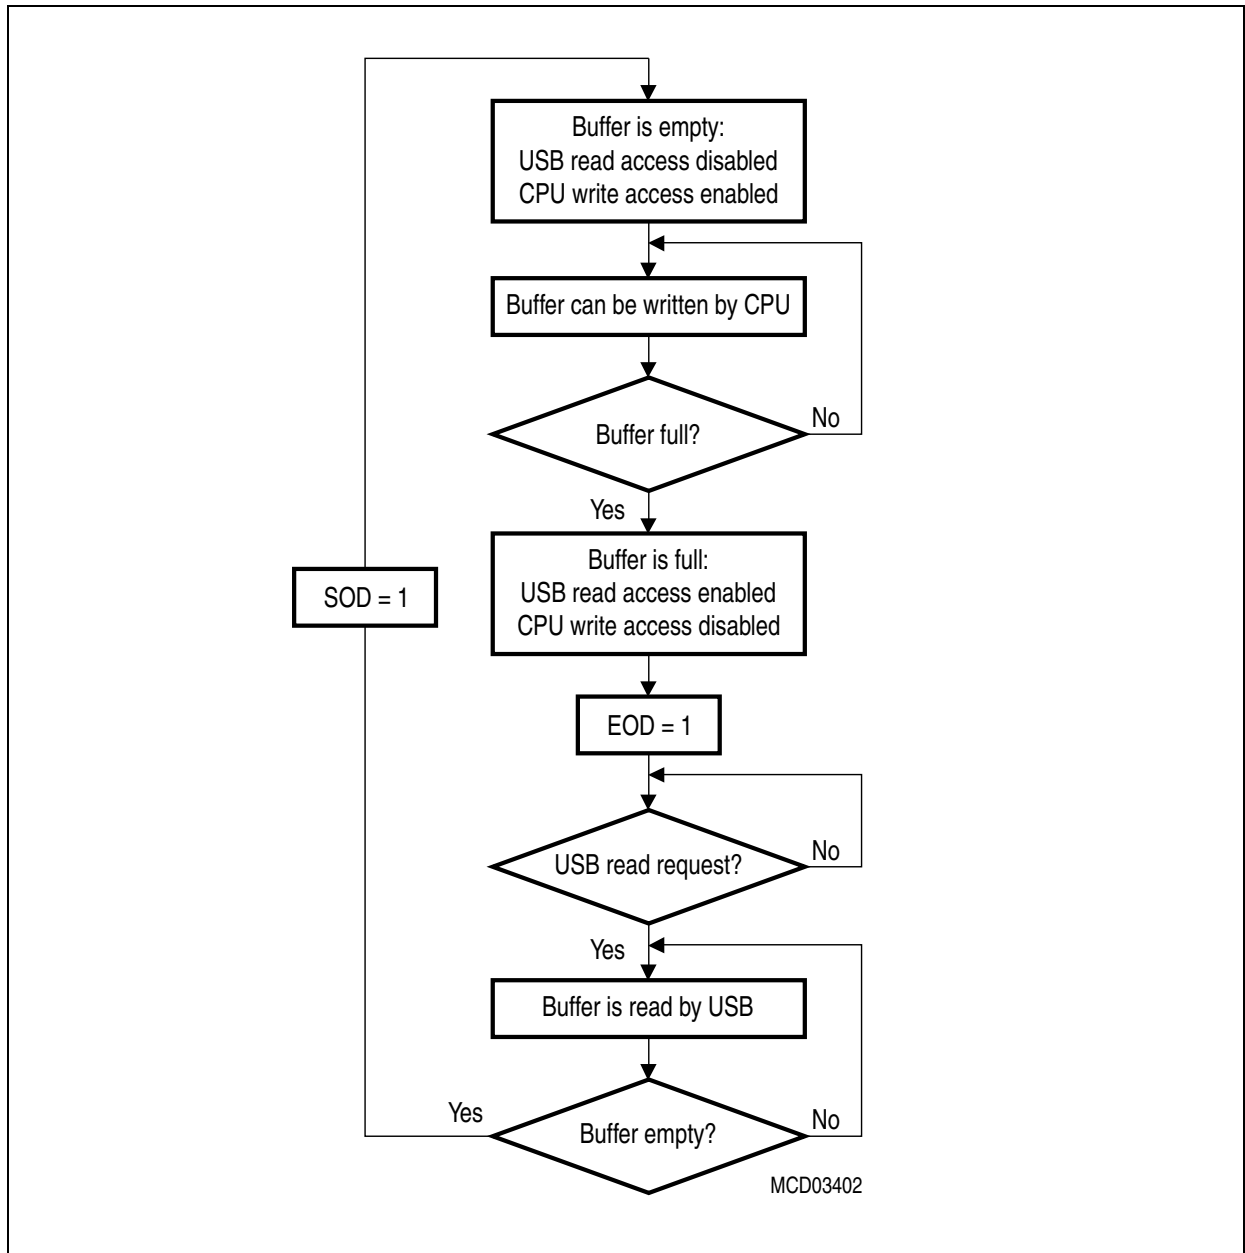 Buffer is empty:
USB read access disabled
CPU write access enabled
Buffer can be written by CPU
No
Buffer full?
Yes
Buffer is full:
USB read access enabled
CPU write access disabled
SOD = 1
EOD = 1
No
USB read request?
Yes
Buffer is read by USB
Yes
No
Buffer empty?
MCD03402